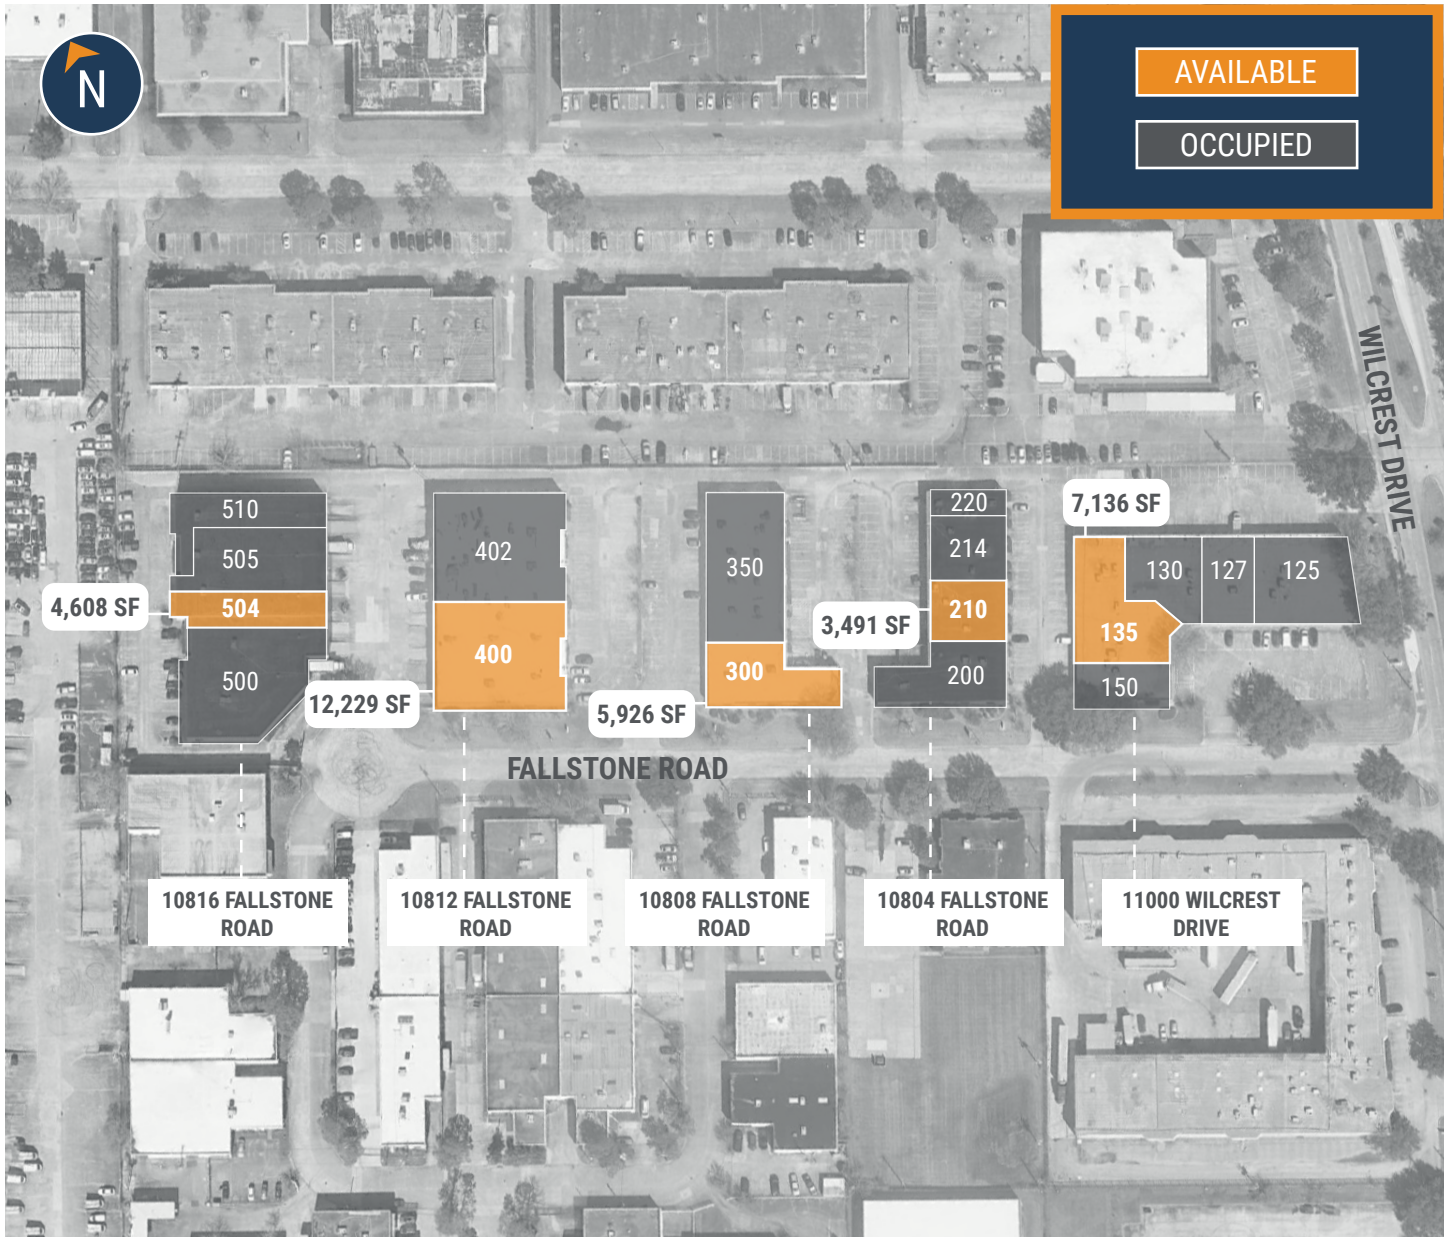 N
AVAILABLE
OCCUPIED
WILCREST DRIVE
510
505
504
500
4,608 SF
402
400
12,229 SF
350
300
5,926 SF
220
214
210
200
3,491 SF
7,136 SF
130
127
125
135
150
FALLSTONE ROAD
10816 FALLSTONE
ROAD
10812 FALLSTONE
ROAD
10808 FALLSTONE
ROAD
10804 FALLSTONE
ROAD
11000 WILCREST
DRIVE